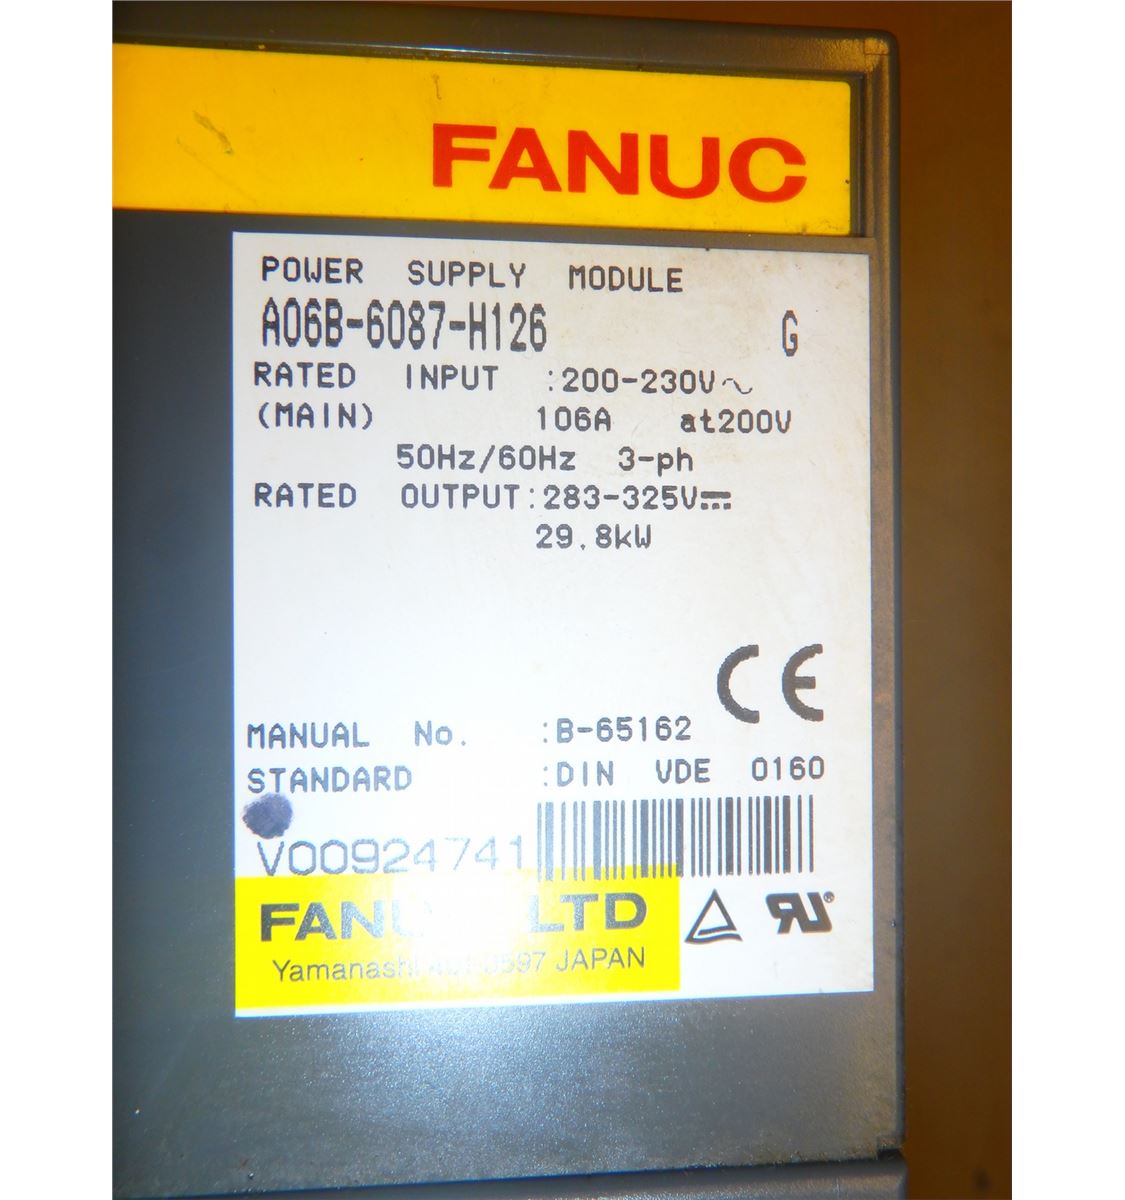 FANUC
POWER SUPPLY MODULE
A06B-6087-H126 G
RATED INPUT :200-230V~
(MAIN) 106A at200V
50Hz/60Hz 3-ph
RATED OUTPUT:283-325V⎓
29.8kW
CE
MANUAL No. :B-65162
STANDARD :DIN VDE 0160
V00924741
LTD
JAPAN